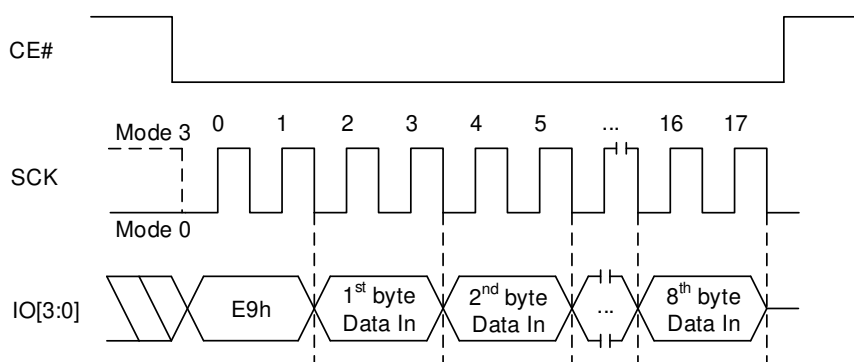 CE#
Mode 3 0 1 2 3 4 5 ... 16 17
SCK
Mode 0
IO[3:0] E9h 1st byte Data In 2nd byte Data In ... 8th byte Data In